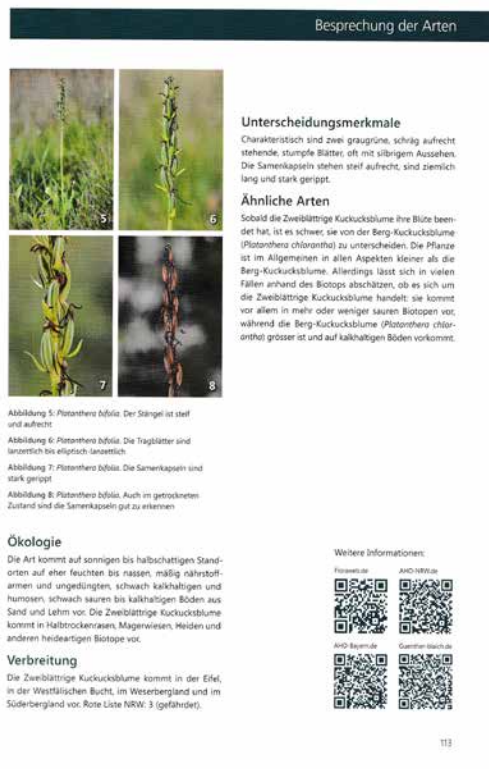 Besprechung der Arten
5
6
7
8
Abbildung 5: Platanthera bifolia. Der Stängel ist steif
und aufrecht
Abbildung 6: Platanthera bifolia. Die Tragblätter sind
lanzettlich bis elliptisch-lanzettlich
Abbildung 7: Platanthera bifolia. Die Samenkapseln sind
stark gerippt
Abbildung 8: Platanthera bifolia. Auch im getrockneten
Zustand sind die Samenkapseln gut zu erkennen
Unterscheidungsmerkmale
Charakteristisch sind zwei graugrüne, schräg aufrecht
stehende, stumpfe Blätter, oft mit silbrigem Aussehen.
Die Samenkapseln stehen steif aufrecht, sind ziemlich
lang und stark gerippt.
Ähnliche Arten
Sobald die Zweiblättrige Kuckucksblume ihre Blüte been-
det hat, ist es schwer, sie von der Berg-Kuckucksblume
(Platanthera chlorantha) zu unterscheiden. Die Pflanze
ist im Allgemeinen in allen Aspekten kleiner als die
Berg-Kuckucksblume. Allerdings lässt sich in vielen
Fällen anhand des Biotops abschätzen, ob es sich um
die Zweiblättrige Kuckucksblume handelt: sie kommt
vor allem in mehr oder weniger sauren Biotopen vor,
während die Berg-Kuckucksblume (Platanthera chlor-
antha) grösser ist und auf kalkhaltigen Böden vorkommt.
Ökologie
Die Art kommt auf sonnigen bis halbschattigen Stand-
orten auf eher feuchten bis nassen, mäßig nährstoff-
armen und ungedüngten, schwach kalkhaltigen und
humosen, schwach sauren bis kalkhaltigen Böden aus
Sand und Lehm vor. Die Zweiblättrige Kuckucksblume
kommt in Halbtrockenrasen, Magerwiesen, Heiden und
anderen heideartigen Biotope vor.
Verbreitung
Die Zweiblättrige Kuckucksblume kommt in der Eifel,
in der Westfälischen Bucht, im Weserbergland und im
Süderbergland vor. Rote Liste NRW: 3 (gefährdet).
Weitere Informationen:
Floraweb.de
AHO-NRW.de
AHO-Bayern.de
Guenther-blaich.de
113